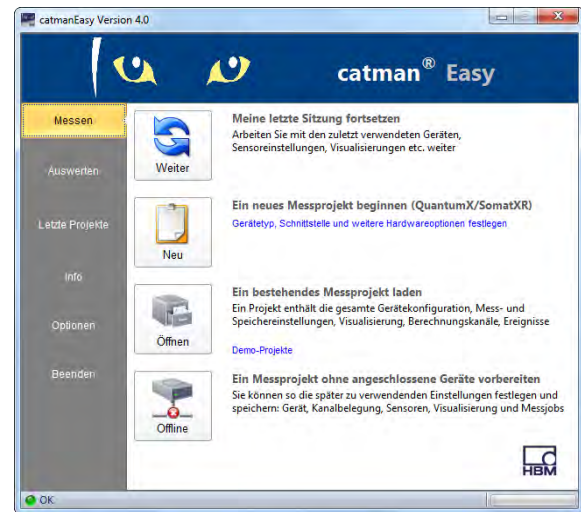 catmanEasy Version 4.0
catman® Easy
Messen
Auswerten
Letzte Projekte
Info
Optionen
Beenden
Weiter
Meine letzte Sitzung fortsetzen
Arbeiten Sie mit den zuletzt verwendeten Geräten,
Sensoreinstellungen, Visualisierungen etc. weiter
Neu
Ein neues Messprojekt beginnen (QuantumX/SomatXR)
Gerätetyp, Schnittstelle und weitere Hardwareoptionen festlegen
Öffnen
Ein bestehendes Messprojekt laden
Ein Projekt enthält die gesamte Gerätekonfiguration, Mess- und
Speichereinstellungen, Visualisierung, Berechnungskanäle, Ereignisse
Demo-Projekte
Offline
Ein Messprojekt ohne angeschlossene Geräte vorbereiten
Sie können so die später zu verwendenden Einstellungen festlegen und
speichern: Gerät, Kanalbelegung, Sensoren, Visualisierung und Messjobs
HBM
OK